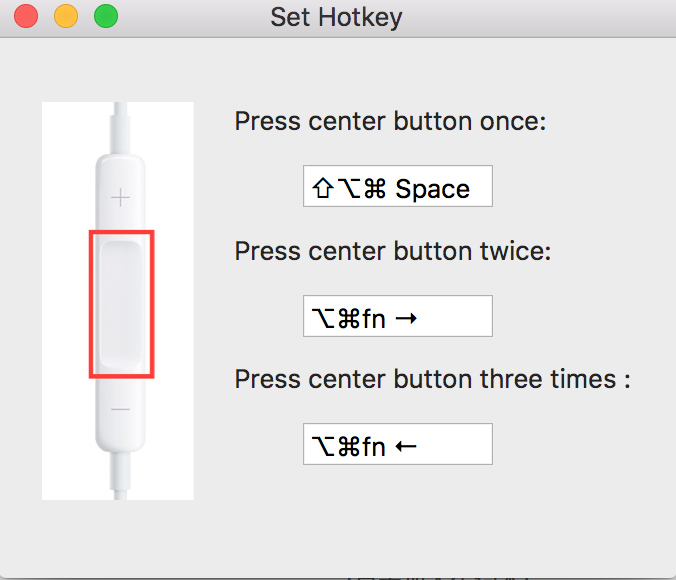 Set Hotkey
+
Press center button once:
⇧⌥⌘ Space
Press center button twice:
⌥⌘fn →
Press center button three times :
⌥⌘fn ←
−